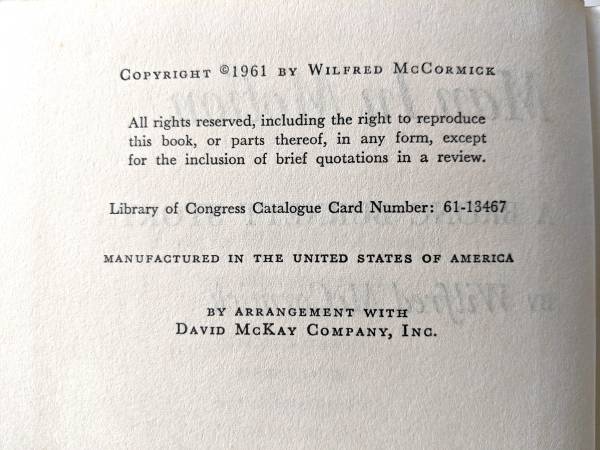 COPYRIGHT ©1961 BY WILFRED MCCORMICK
All rights reserved, including the right to reproduce
this book, or parts thereof, in any form, except
for the inclusion of brief quotations in a review.
Library of Congress Catalogue Card Number: 61-13467
MANUFACTURED IN THE UNITED STATES OF AMERICA
BY ARRANGEMENT WITH
DAVID MCKAY COMPANY, INC.